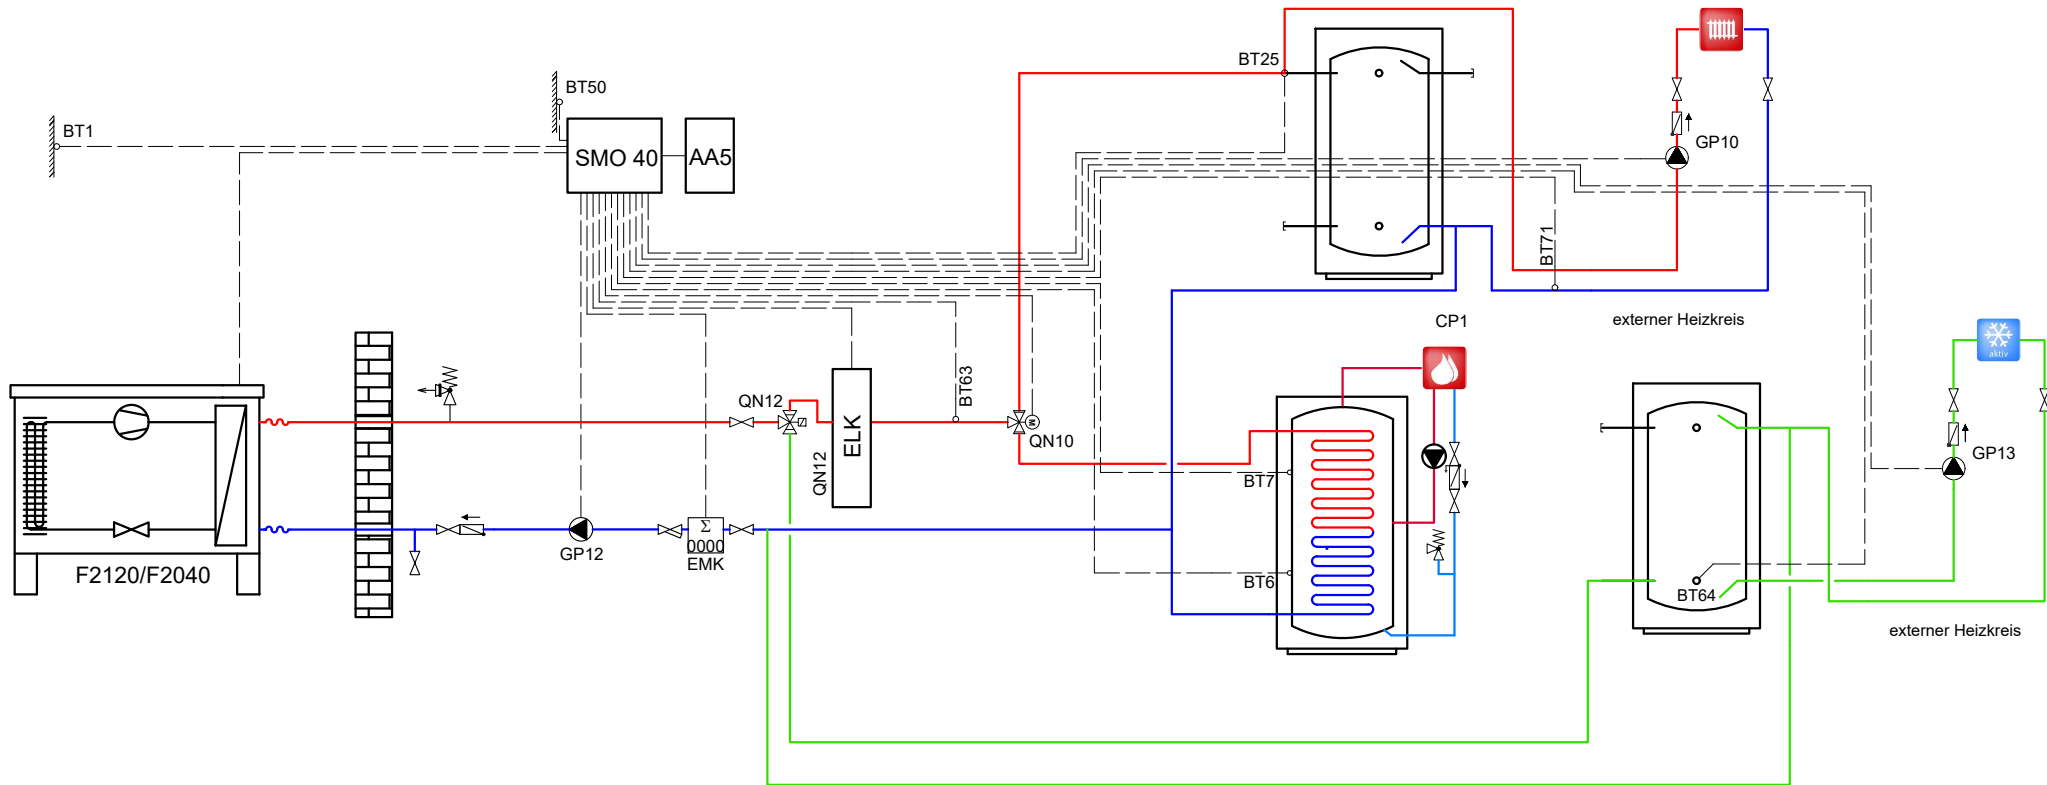 BT25
BT50
BT1
SMO 40
AA5
GP10
BT71
externer Heizkreis
CP1
aktiv
BT63
QN12
QN12
ELK
M
QN10
GP13
BT7
Σ
0000
GP12
EMK
F2120/F2040
BT6
BT64
externer Heizkreis